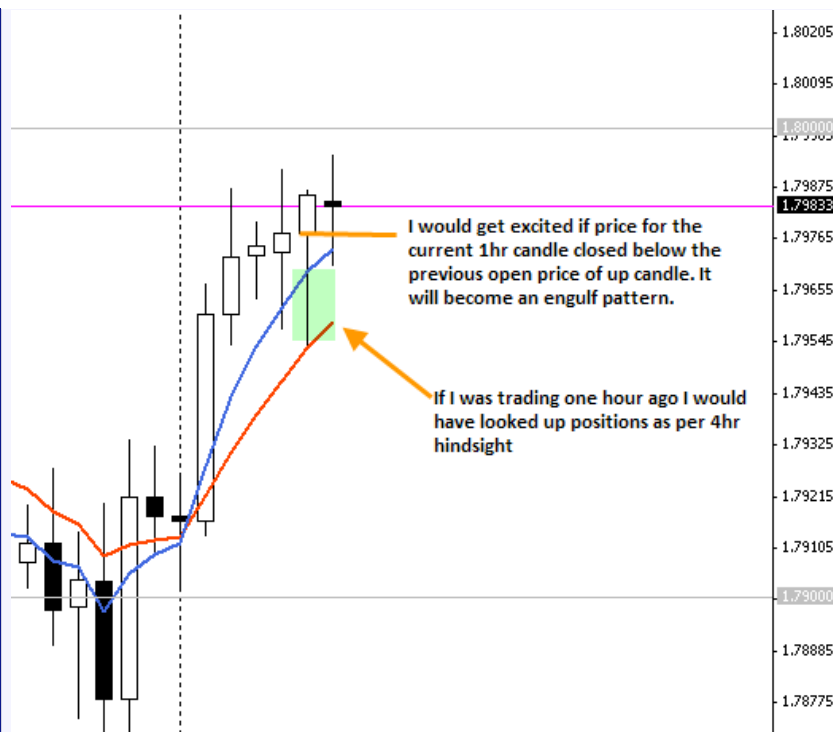 1.80205
1.80095
1.80000
1.79985
1.79875
1.79833
1.79765
I would get excited if price for the
current 1hr candle closed below the
previous open price of up candle. It
will become an engulf pattern.
1.79655
1.79545
If I was trading one hour ago I would
have looked up positions as per 4hr
hindsight
1.79435
1.79325
1.79215
1.79105
1.79000
1.78885
1.78775